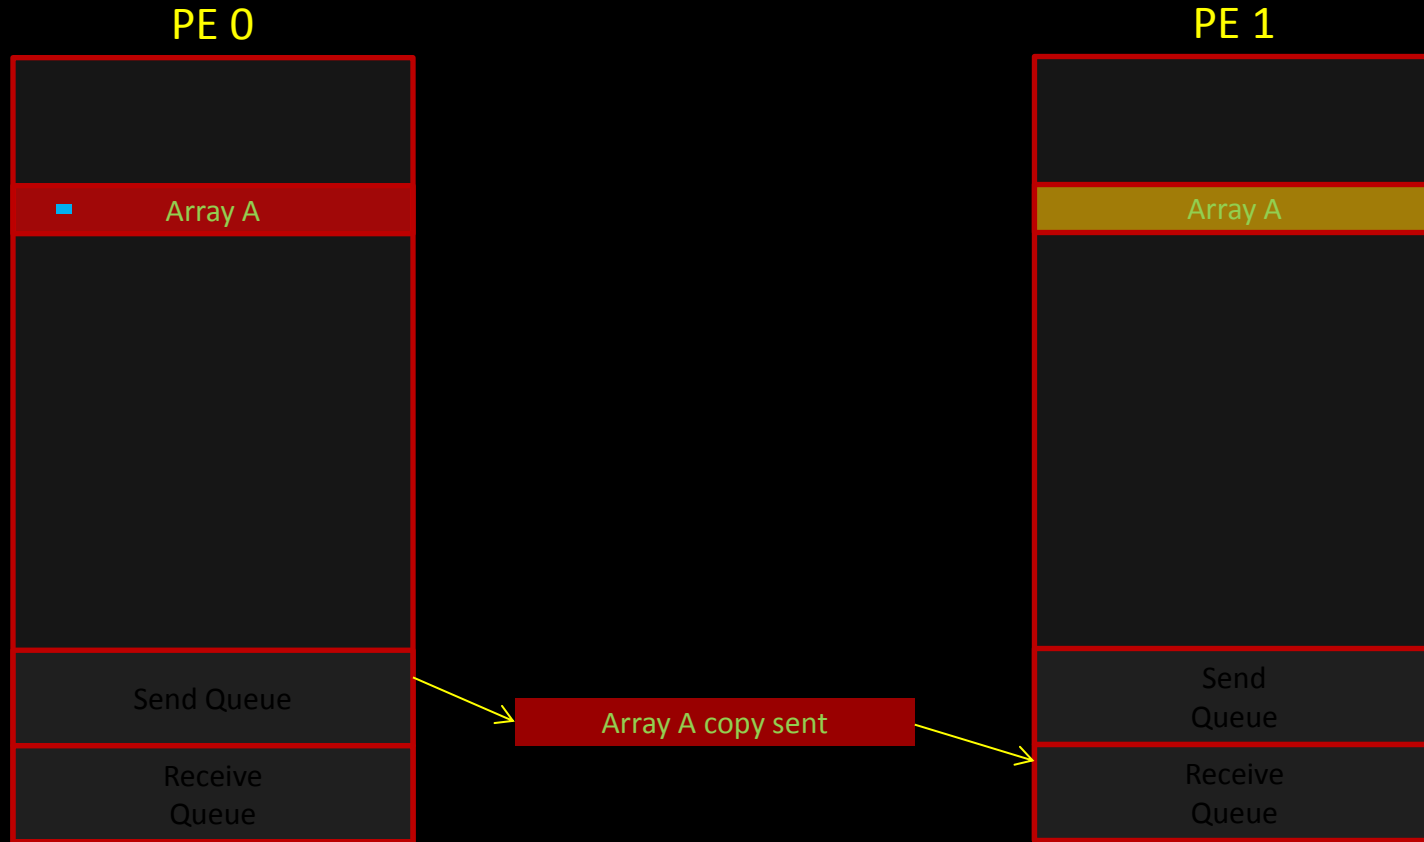 PE 0
PE 1
Array A
Array A
Send Queue
Array A copy sent
Send
Queue
Receive
Queue
Receive
Queue